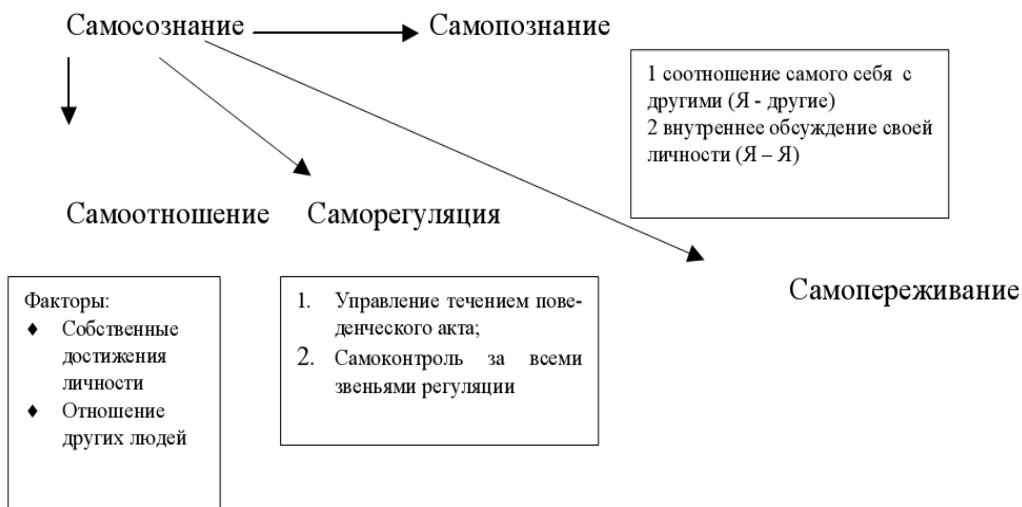 Самосознание Самопознание
1 соотношение самого себя с
другими (Я - другие)
2 внутреннее обсуждение своей
личности (Я – Я)
Самоотношение Саморегуляция
Самопереживание
Факторы:
♦ Собственные
достижения
личности
♦ Отношение
других людей
1. Управление течением пове-
денческого акта;
2. Самоконтроль за всеми
звеньями регуляции